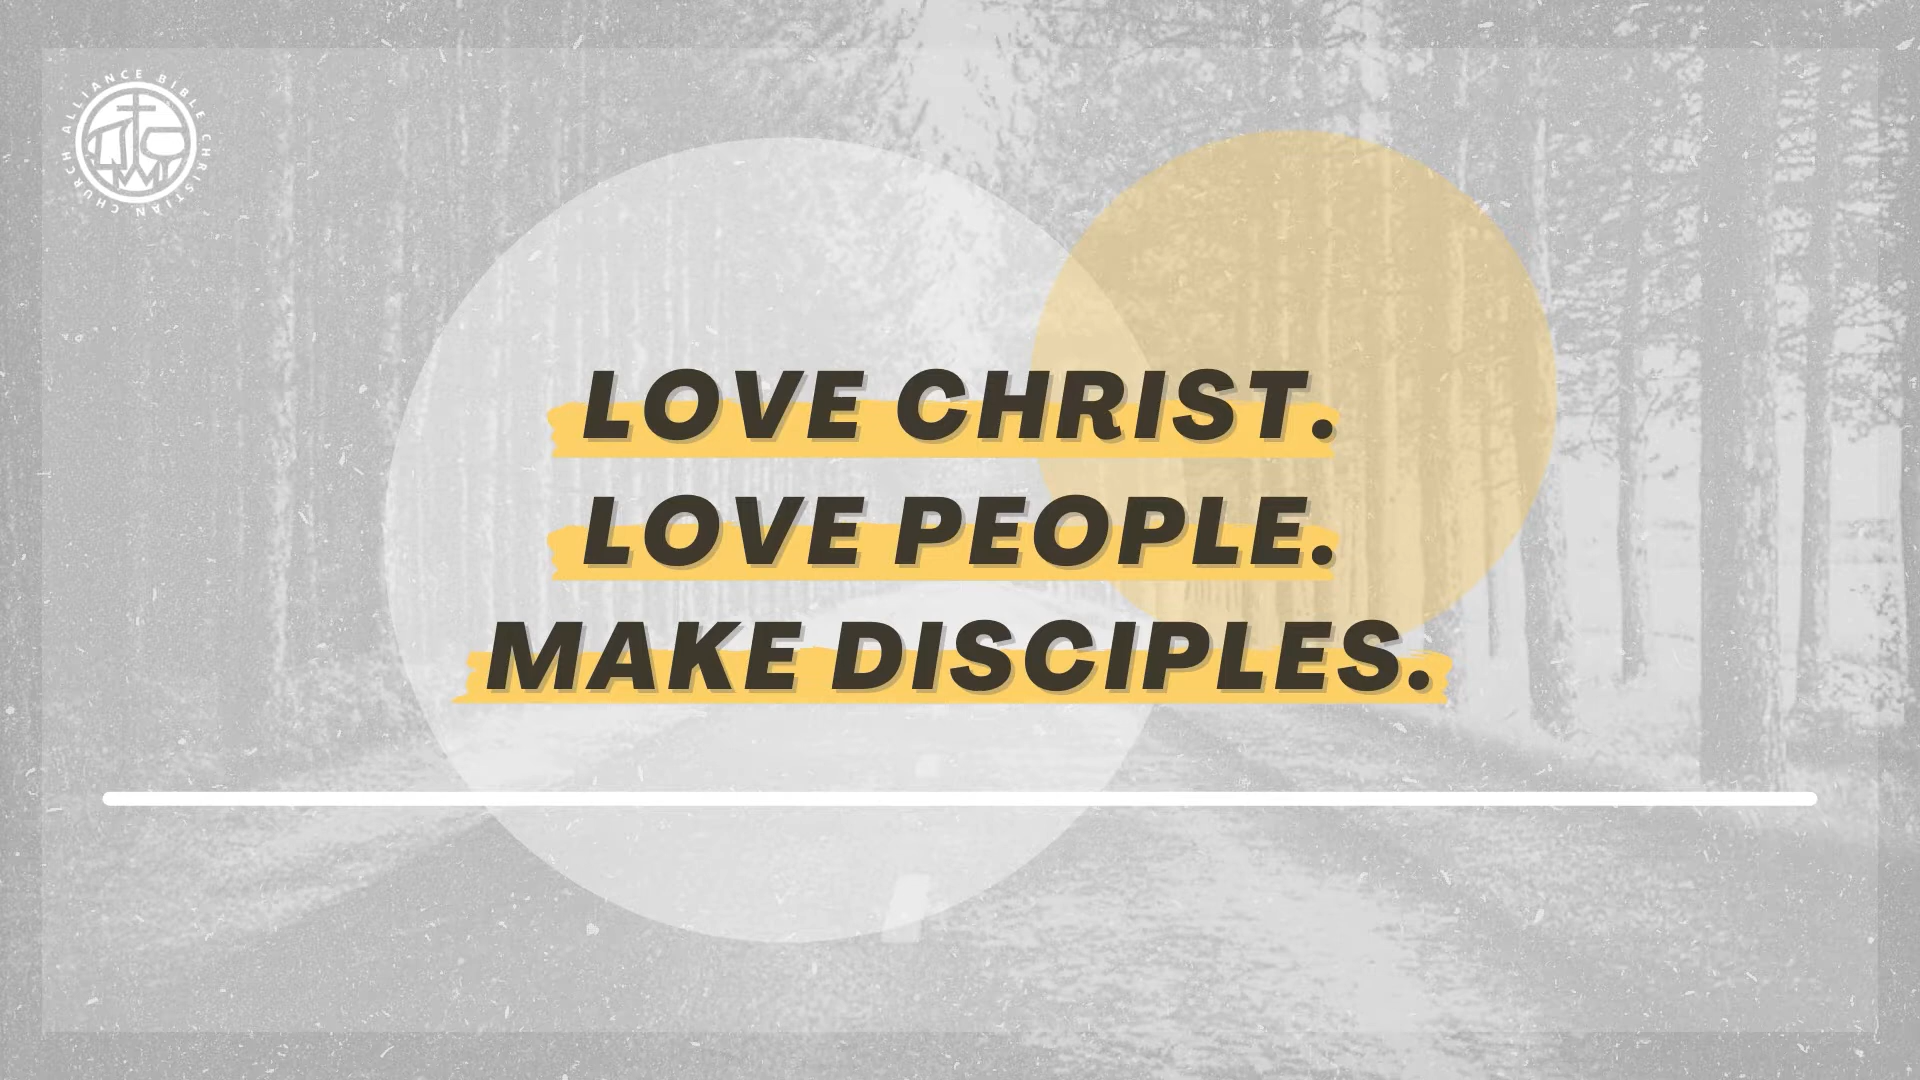 ALLIANCE BIBLE CHRISTIAN CHURCH
LOVE CHRIST.
LOVE PEOPLE.
MAKE DISCIPLES.